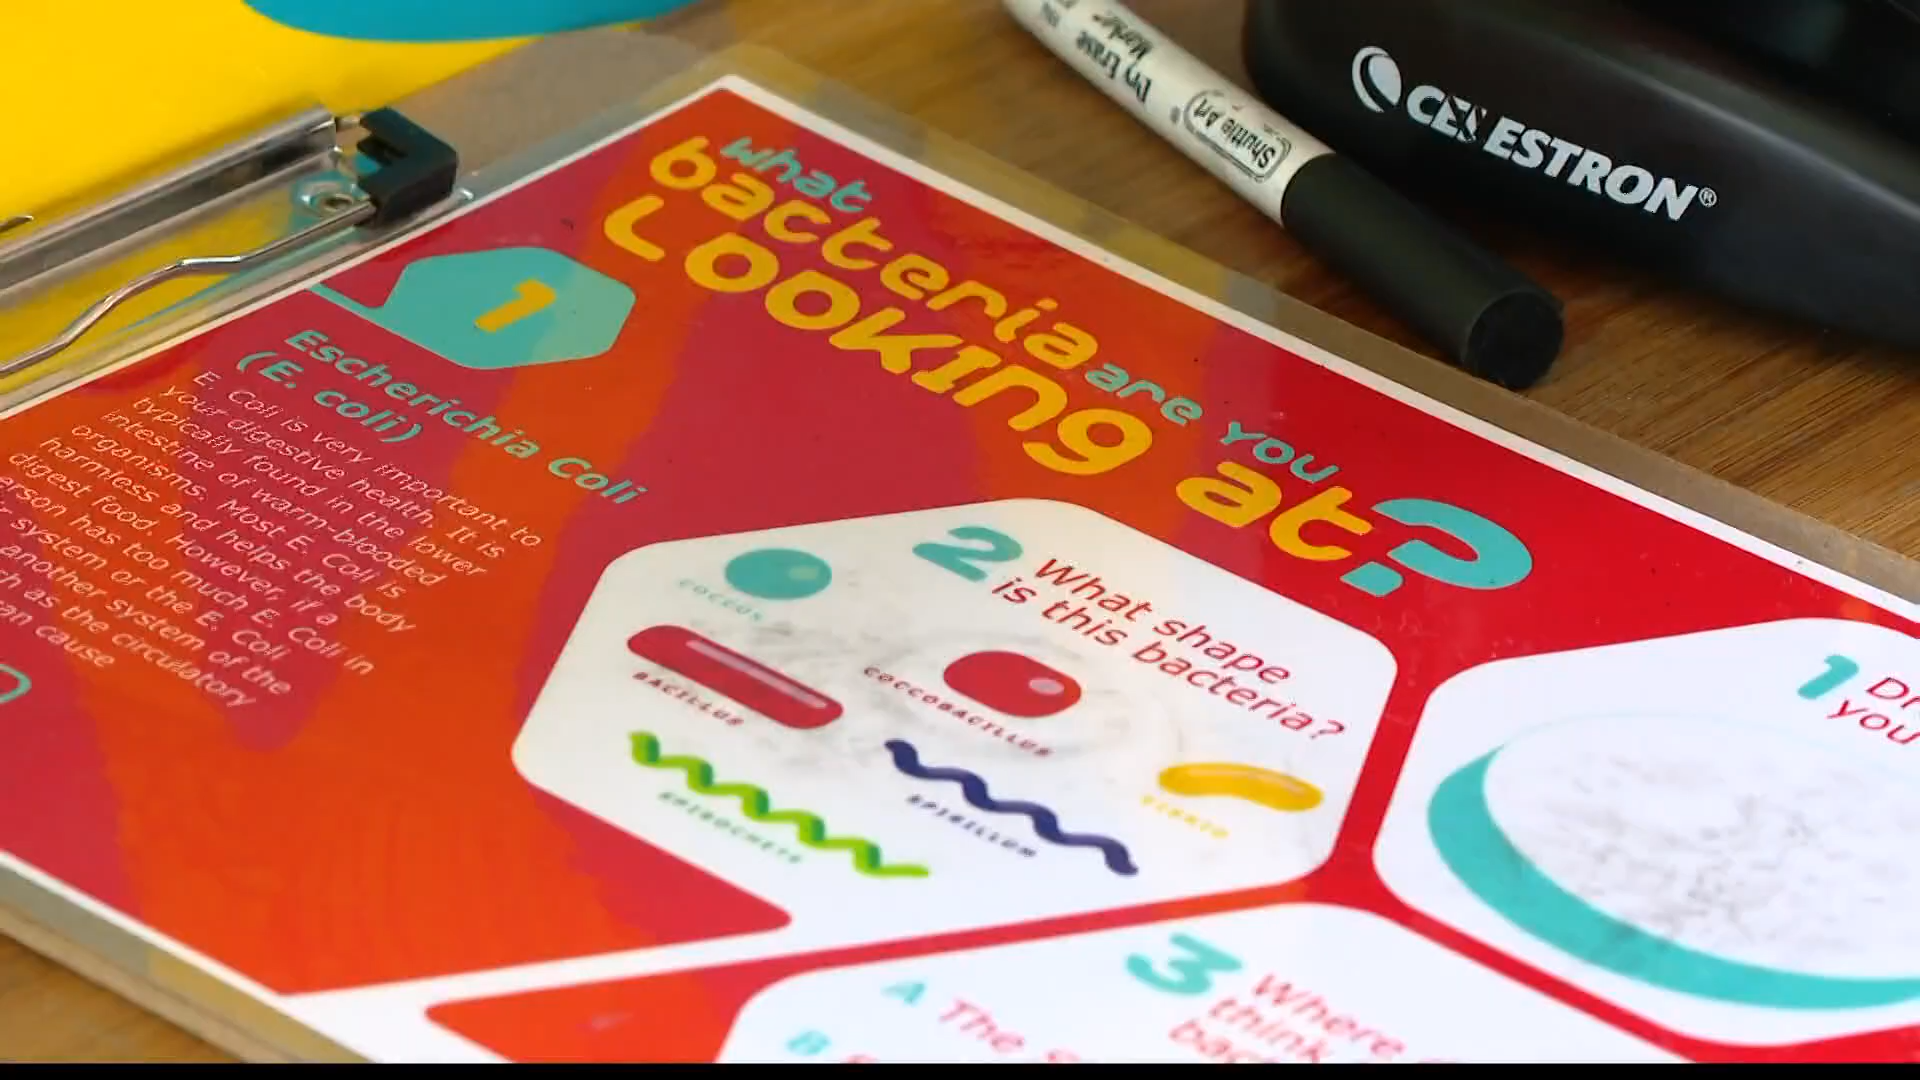 Dry Erase
Marker
Shuttle Art
CELESTRON®
what
bacteria are you
LOOKING at?
1
Escherichia Coli
(E. coli)
E. Coli is very important to
your digestive health. It is
typically found in the lower
intestine of warm-blooded
organisms. Most E. Coli is
harmless and helps the body
digest food. However, if a
person has too much E. Coli in
system or the E. Coli
another system of the
as the circulatory
can cause
2 What shape
is this bacteria?
COCCUS
BACILLUS
COCCOBACILLUS
SPIROCHETE
SPIRILLUM
VIBRIO
1
you
3 Where
think
A The
B